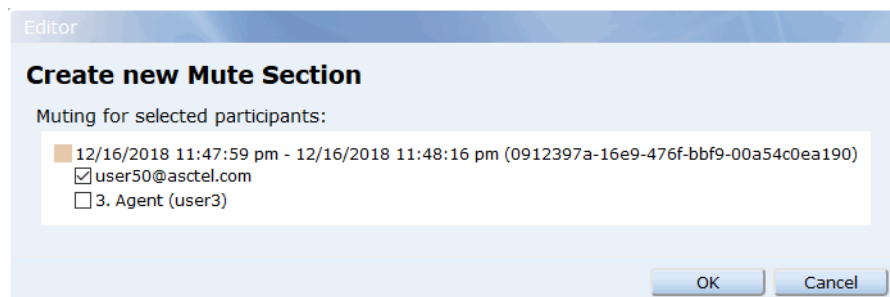 Editor
Create new Mute Section
Muting for selected participants:
12/16/2018 11:47:59 pm - 12/16/2018 11:48:16 pm (0912397a-16e9-476f-bbf9-00a54c0ea190)
user50@asctel.com
3. Agent (user3)
OK Cancel